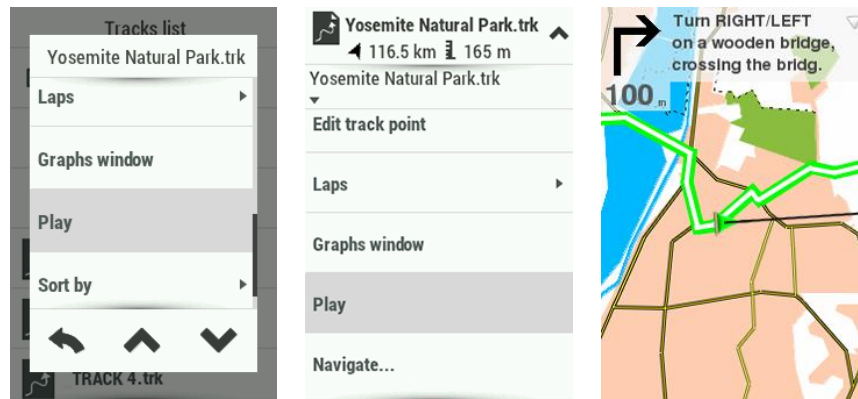 Tracks list
Yosemite Natural Park.trk
Laps
Graphs window
Play
Sort by
TRACK 4.trk
Yosemite Natural Park.trk
116.5 km 165 m
Yosemite Natural Park.trk
Edit track point
Laps
Graphs window
Play
Navigate...
Turn RIGHT/LEFT
on a wooden bridge,
crossing the bridg.
100 m